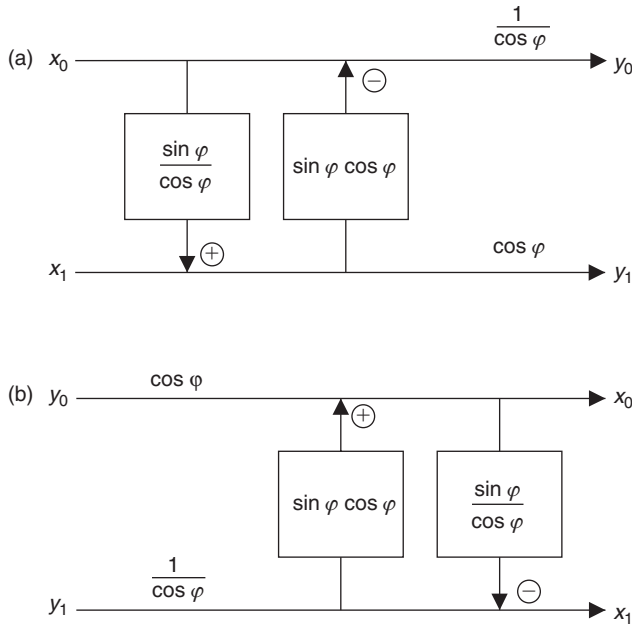 1
cos φ
(a) x0 − y0
sin φ
cos φ
sin φ cos φ
+ cos φ
x1 y1
cos φ
(b) y0 x0
+
sin φ cos φ
sin φ
cos φ
1
cos φ
−
y1 x1